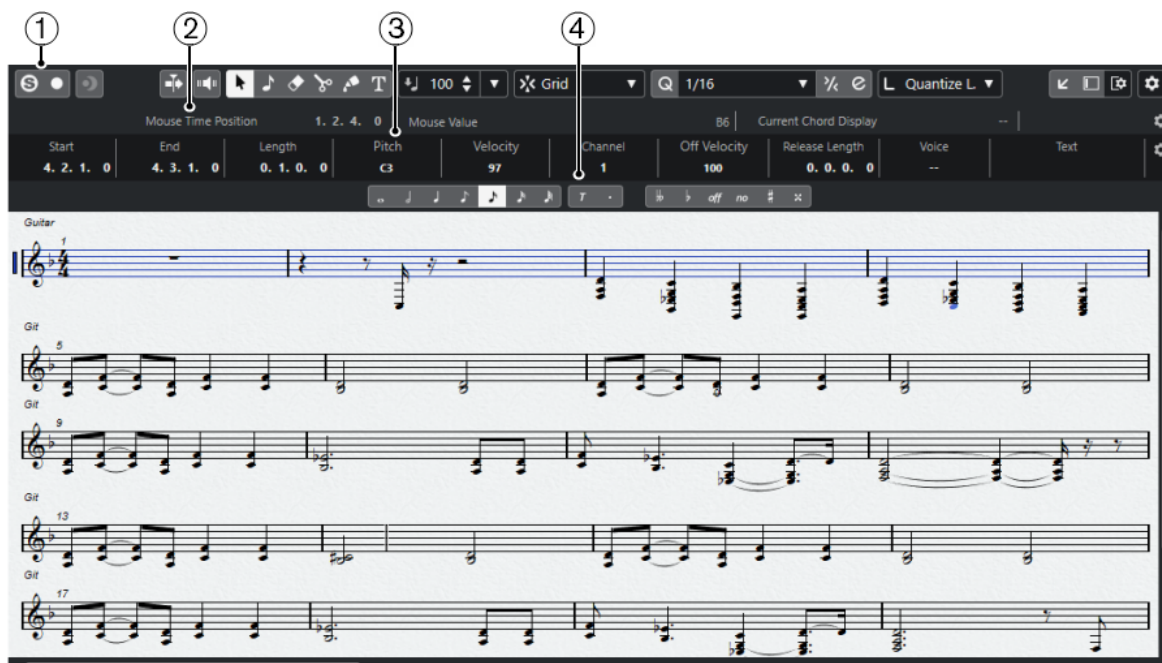 1 2 3 4
S 100 Grid Q 1/16 L Quantize L.
Mouse Time Position 1. 2. 4. 0 Mouse Value B6 Current Chord Display --
Start End Length Pitch Velocity Channel Off Velocity Release Length Voice Text
4. 2. 1. 0 4. 3. 1. 0 0. 1. 0. 0 C3 97 1 100 0. 0. 0. 0 --
T . off no
Guitar
1
4
4
Git
5
Git
9
Git
13
Git
17